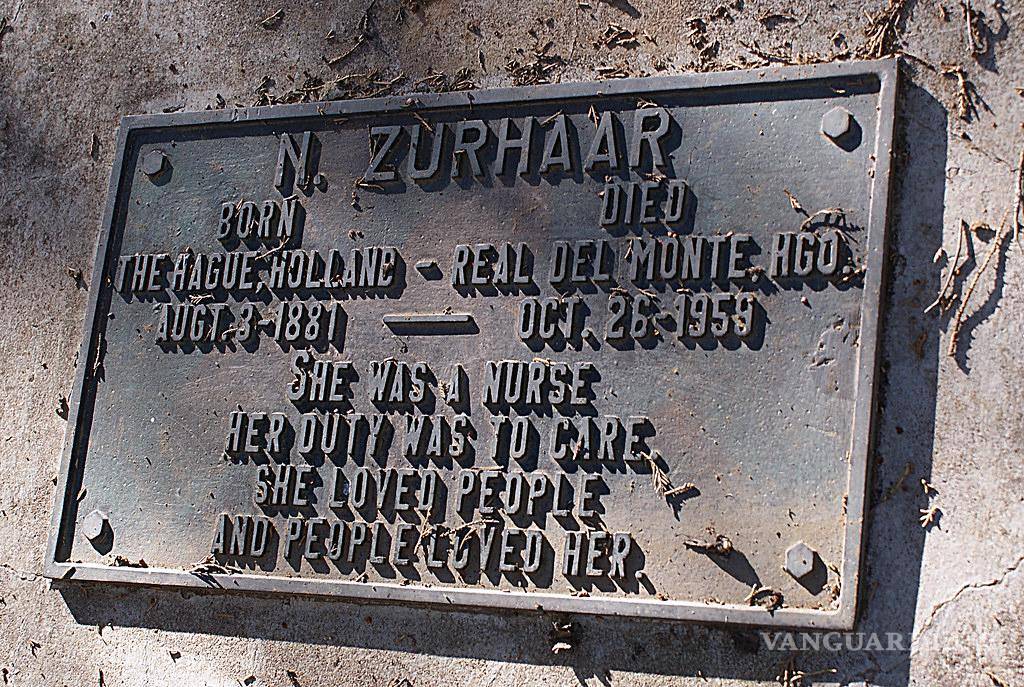 N. ZURHAAR
BORN DIED
THE HAGUE, HOLLAND - REAL DEL MONTE, HGO.
AUGT. 3-1881 — OCT. 26-1959
SHE WAS A NURSE
HER DUTY WAS TO CARE
SHE LOVED PEOPLE
AND PEOPLE LOVED HER.